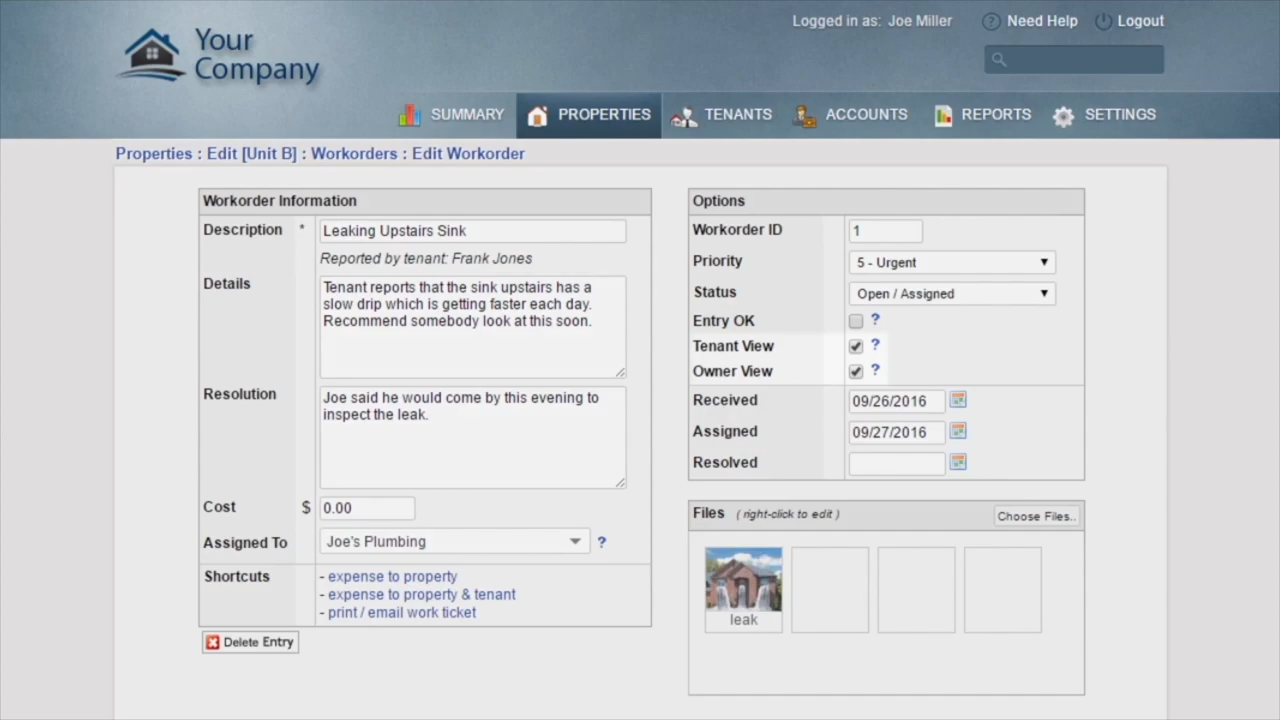 Your
Company
Logged in as: Joe Miller
? Need Help
Logout
SUMMARY
PROPERTIES
TENANTS
ACCOUNTS
REPORTS
SETTINGS
Properties : Edit [Unit B] : Workorders : Edit Workorder
Workorder Information
Description * Leaking Upstairs Sink
Reported by tenant: Frank Jones
Details
Tenant reports that the sink upstairs has a
slow drip which is getting faster each day.
Recommend somebody look at this soon.
Resolution
Joe said he would come by this evening to
inspect the leak.
Cost $ 0.00
Assigned To Joe's Plumbing ?
Shortcuts
- expense to property
- expense to property & tenant
- print / email work ticket
Delete Entry
Options
Workorder ID 1
Priority 5 - Urgent
Status Open / Assigned
Entry OK ?
Tenant View ?
Owner View ?
Received 09/26/2016
Assigned 09/27/2016
Resolved
Files ( right-click to edit ) Choose Files..
leak